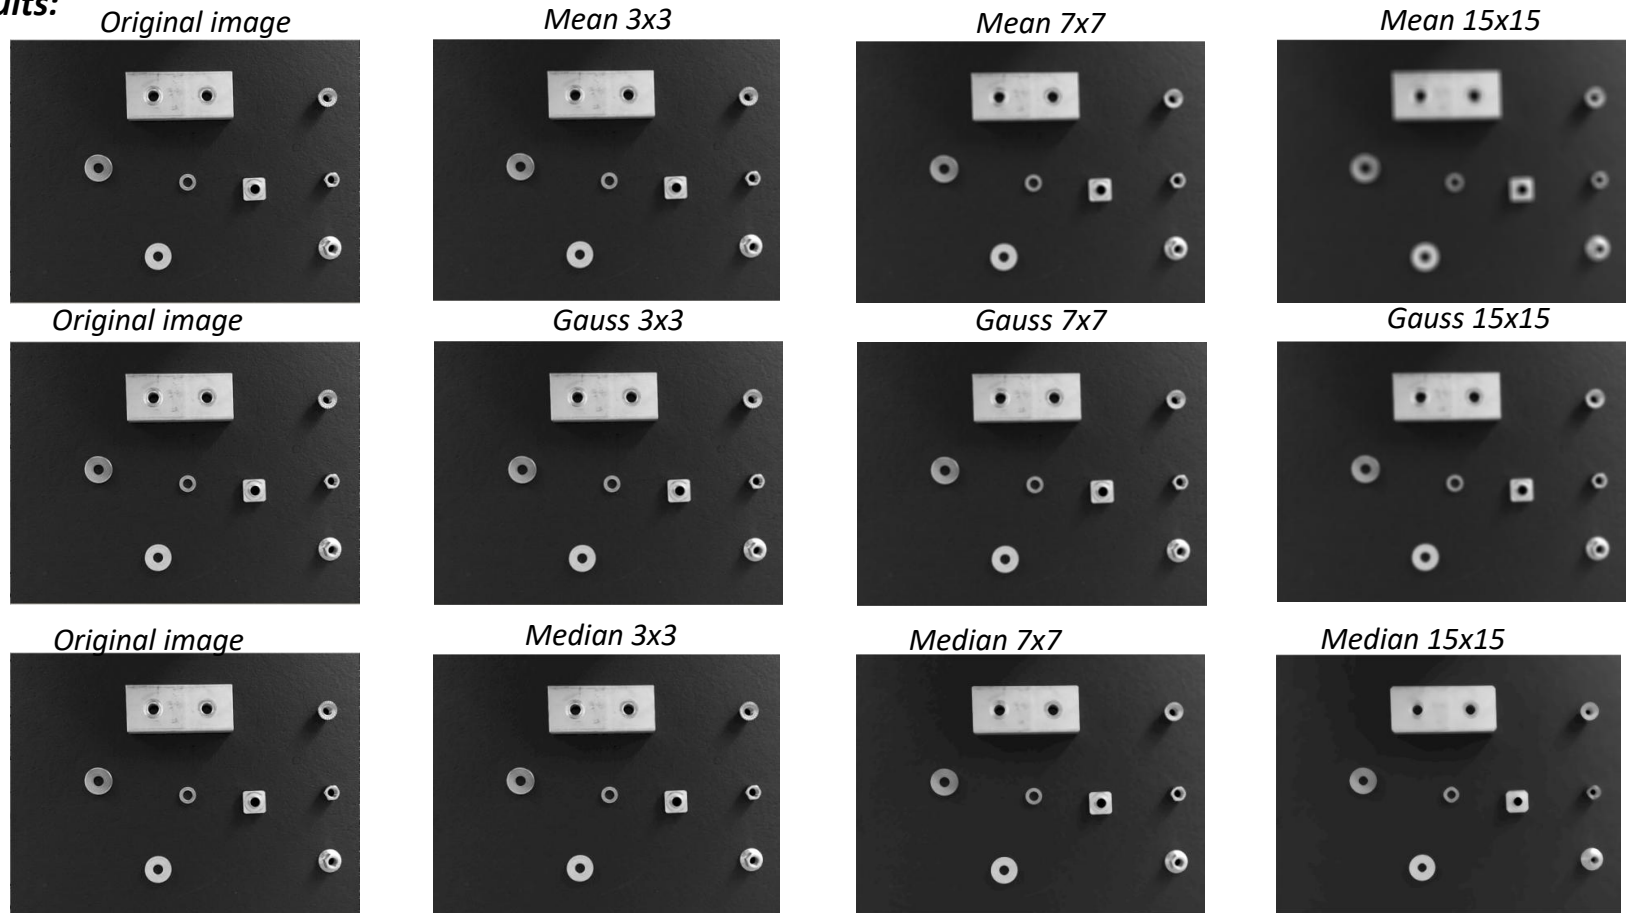 Original image
Mean 3x3
Mean 7x7
Mean 15x15
Original image
Gauss 3x3
Gauss 7x7
Gauss 15x15
Original image
Median 3x3
Median 7x7
Median 15x15